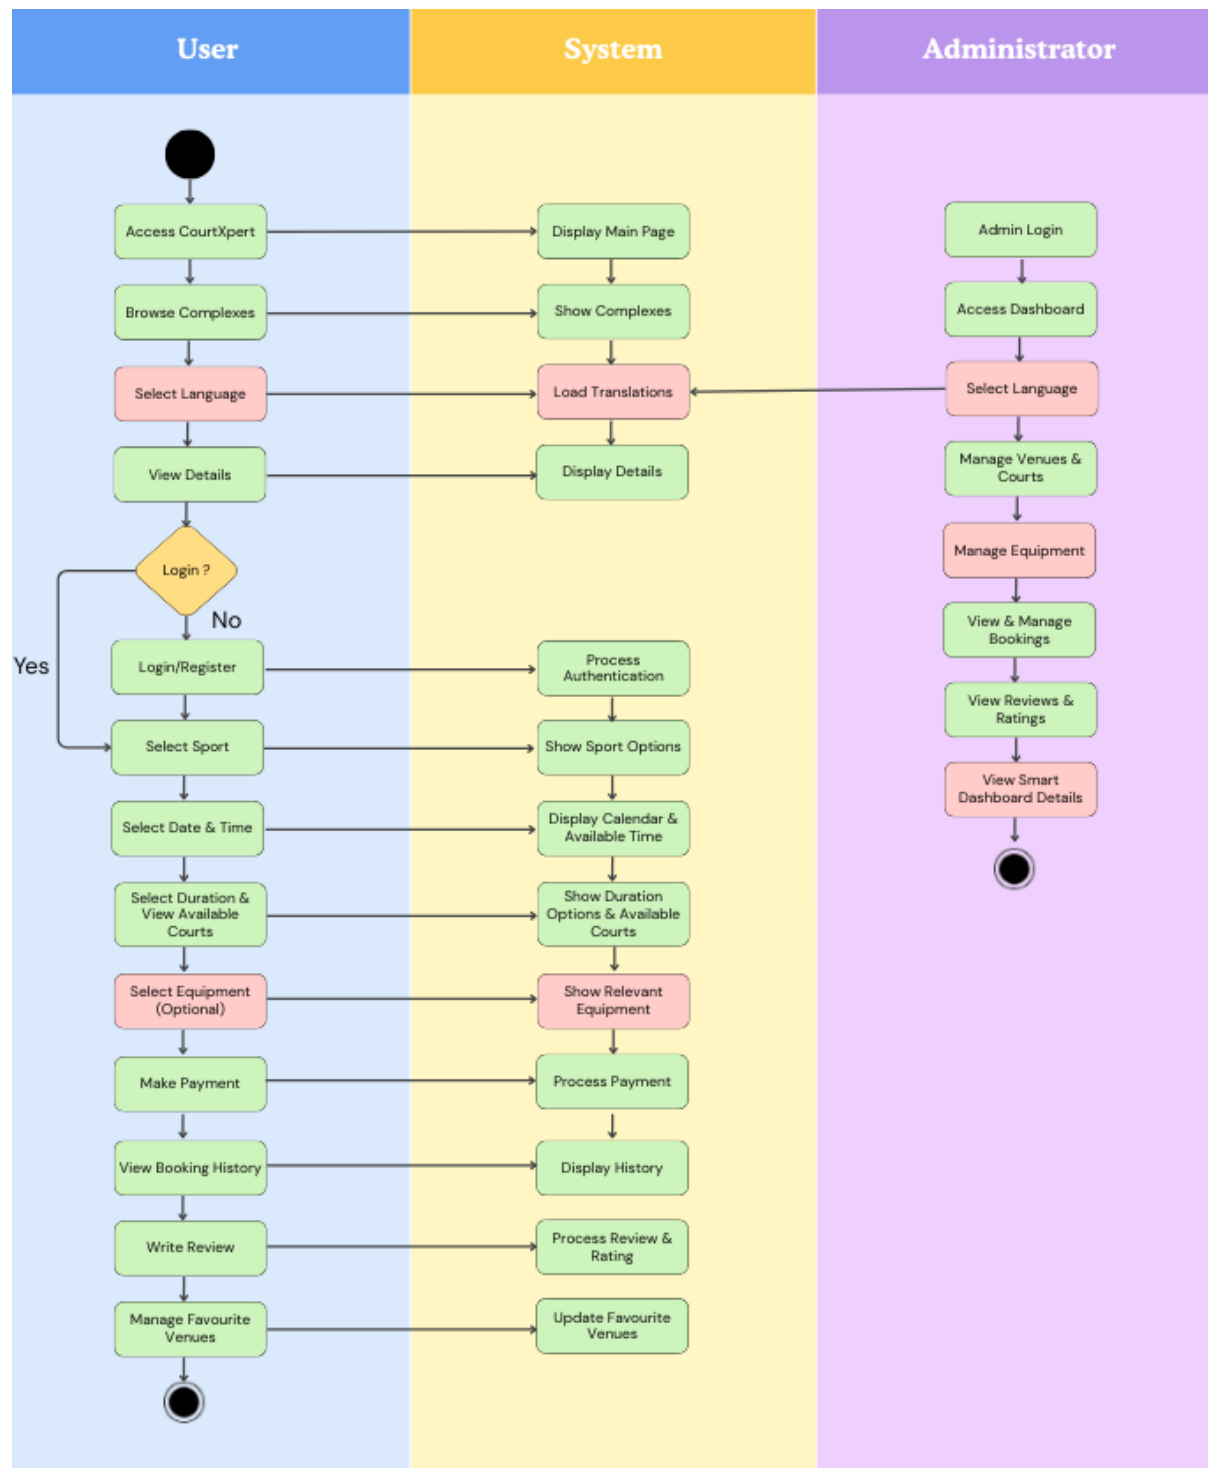 User
System
Administrator
Access CourtXpert
Display Main Page
Admin Login
Browse Complexes
Show Complexes
Access Dashboard
Select Language
Load Translations
Select Language
View Details
Display Details
Manage Venues &
Courts
Login ?
Manage Equipment
No
View & Manage
Bookings
Yes
Login/Register
Process
Authentication
View Reviews &
Ratings
Select Sport
Show Sport Options
View Smart
Dashboard Details
Select Date & Time
Display Calendar &
Available Time
Select Duration &
View Available
Courts
Show Duration
Options & Available
Courts
Select Equipment
(Optional)
Show Relevant
Equipment
Make Payment
Process Payment
View Booking History
Display History
Write Review
Process Review &
Rating
Manage Favourite
Venues
Update Favourite
Venues